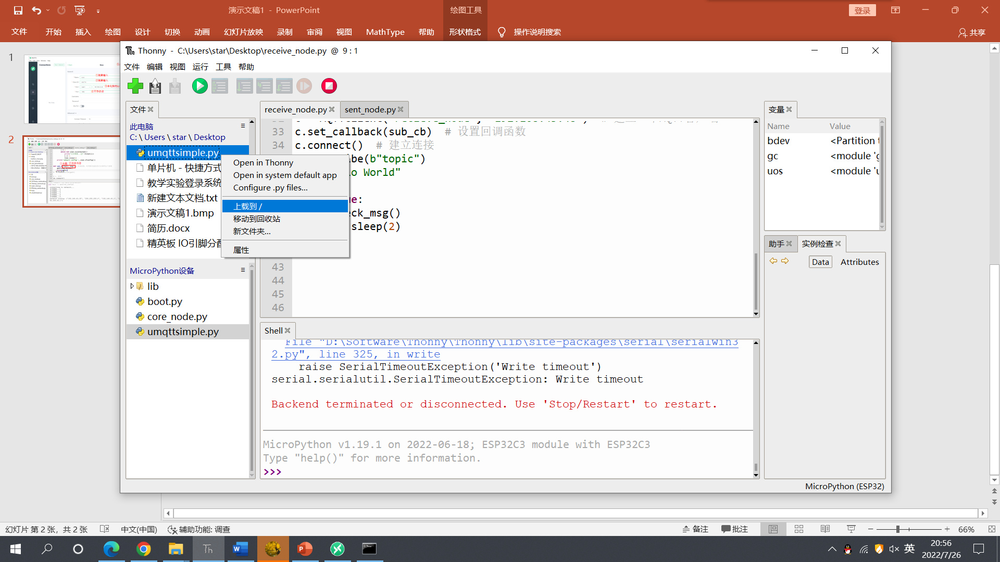 演示文稿1 - PowerPoint
绘图工具
登录
文件 开始 插入 绘图 设计 切换 动画 幻灯片放映 录制 审阅 视图 MathType 帮助 形状格式 操作说明搜索
共享
1
2
Thonny - C:\Users\star\Desktop\receive_node.py @ 9 : 1
文件 编辑 视图 运行 工具 帮助
文件
此电脑
C: \ Users \ star \ Desktop
umqttsimple.py
单片机 - 快捷方式
教学实验登录系统
新建文本文档.txt
演示文稿1.bmp
简历.docx
精英板 IO引脚分配
Open in Thonny
Open in system default app
Configure .py files...
上载到 /
移动到回收站
新文件夹...
属性
MicroPython设备
lib
boot.py
core_node.py
umqttsimple.py
receive_node.py
sent_node.py
33 c.set_callback(sub_cb) # 设置回调函数
34 c.connect() # 建立连接
be(b"topic")
o World"
ue:
ck_msg()
sleep(2)
43
44
45
46
Shell
File "D:\Software\Thonny\Thonny\lib\site-packages\serial\serialwin3
2.py", line 325, in write
raise SerialTimeoutException('Write timeout')
serial.serialutil.SerialTimeoutException: Write timeout
Backend terminated or disconnected. Use 'Stop/Restart' to restart.
MicroPython v1.19.1 on 2022-06-18; ESP32C3 module with ESP32C3
Type "help()" for more information.
>>>
变量
Name Value
bdev <Partition t
gc <module 'g
uos <module 'u
助手 实例检查
Data Attributes
MicroPython (ESP32)
幻灯片 第 2 张，共 2 张 中文(中国) 辅助功能: 调查
备注 批注 66%
英
20:56
2022/7/26